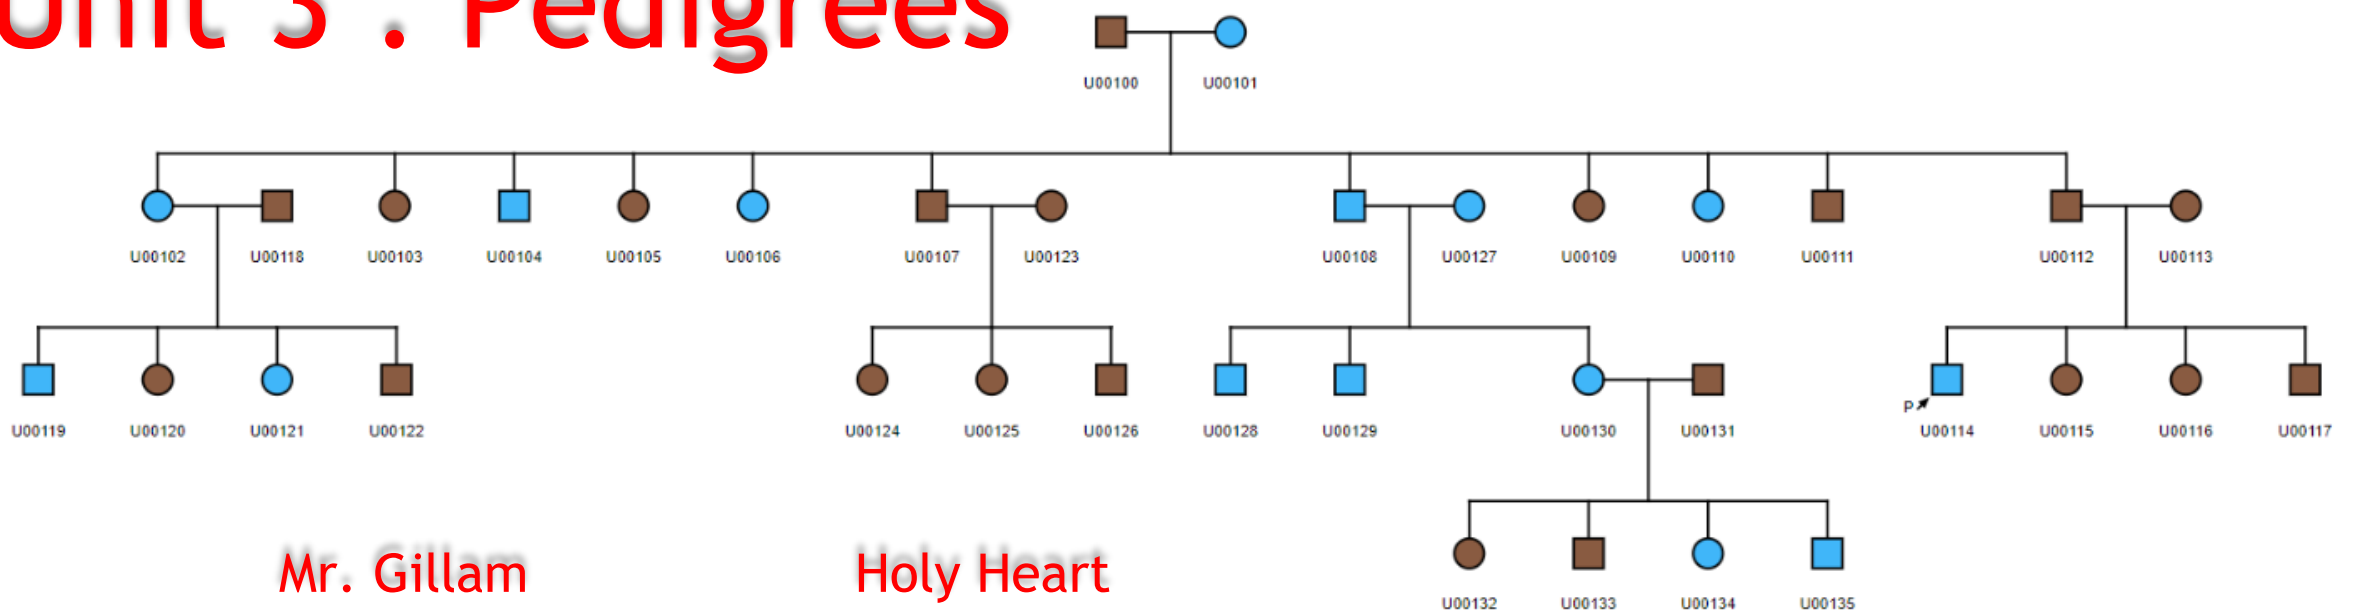 Unit 3 : Pedigrees
U00100 U00101
U00102 U00118 U00103 U00104 U00105 U00106 U00107 U00123 U00108 U00127 U00109 U00110 U00111 U00112 U00113
U00119 U00120 U00121 U00122 U00124 U00125 U00126 U00128 U00129 U00130 U00131 P U00114 U00115 U00116 U00117
Mr. Gillam Holy Heart
U00132 U00133 U00134 U00135